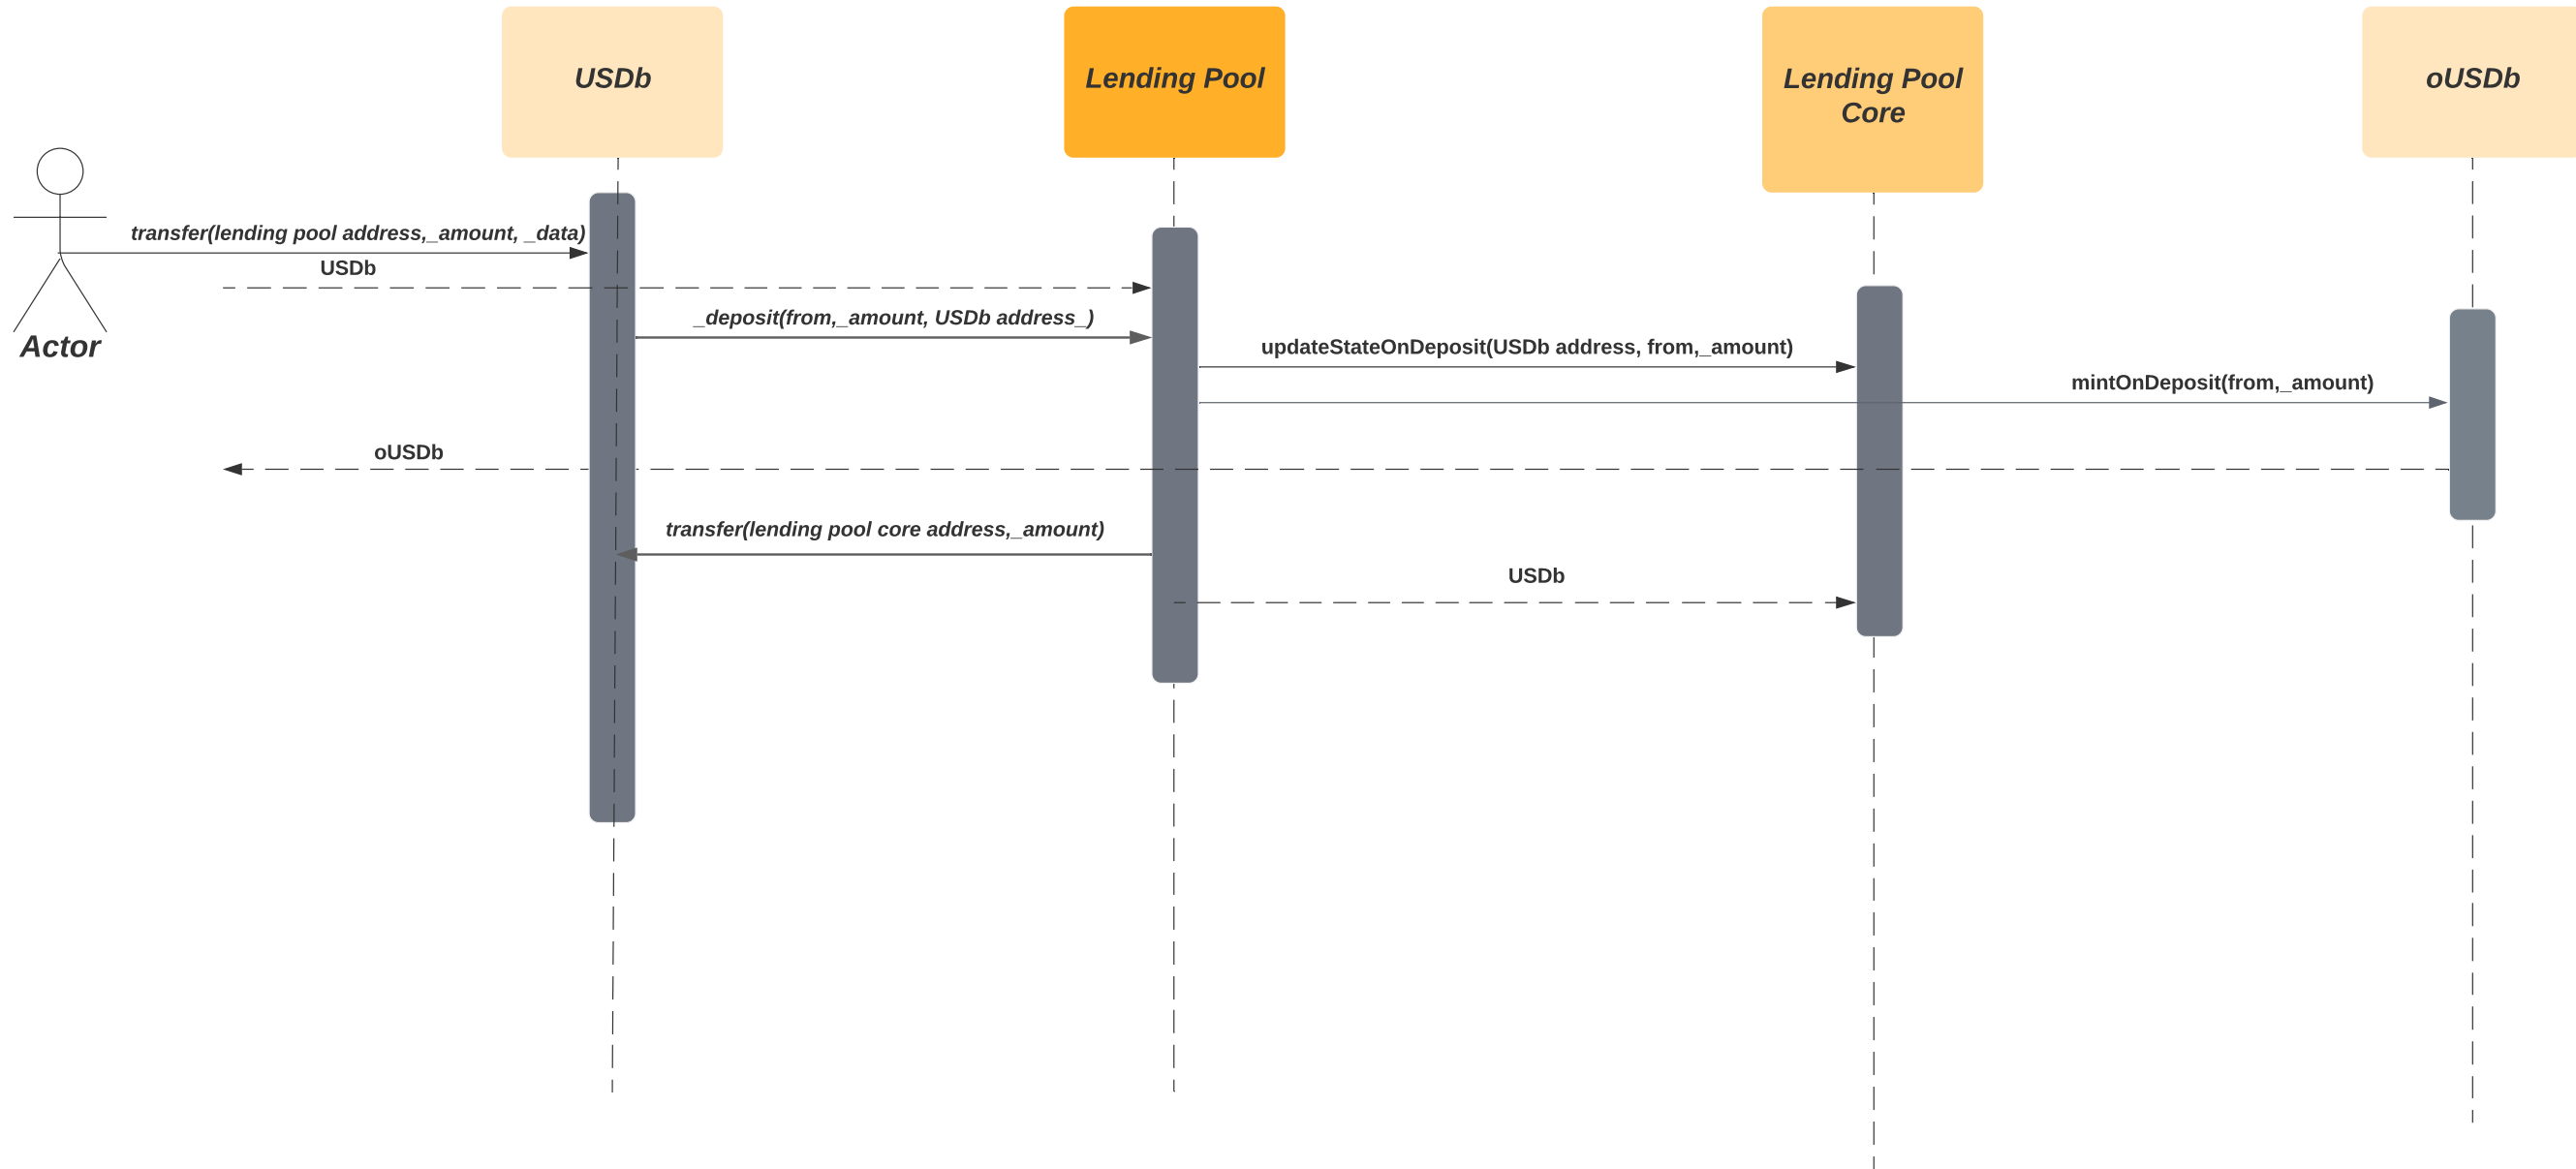 USDb
Lending Pool
Lending Pool
Core
oUSDb
transfer(lending pool address,_amount, _data)
USDb
_deposit(from,_amount, USDb address_)
Actor
updateStateOnDeposit(USDb address, from,_amount)
mintOnDeposit(from,_amount)
oUSDb
transfer(lending pool core address,_amount)
USDb